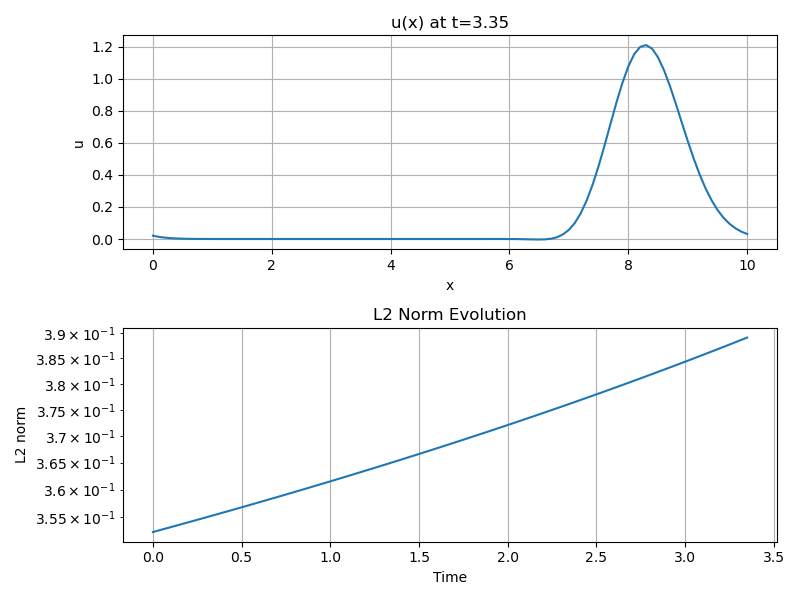 u(x) at t=3.35
u
1.2
1.0
0.8
0.6
0.4
0.2
0.0
0 2 4 6 8 10
x
L2 Norm Evolution
L2 norm
3.9 × 10⁻¹
3.85 × 10⁻¹
3.8 × 10⁻¹
3.75 × 10⁻¹
3.7 × 10⁻¹
3.65 × 10⁻¹
3.6 × 10⁻¹
3.55 × 10⁻¹
0.0 0.5 1.0 1.5 2.0 2.5 3.0 3.5
Time